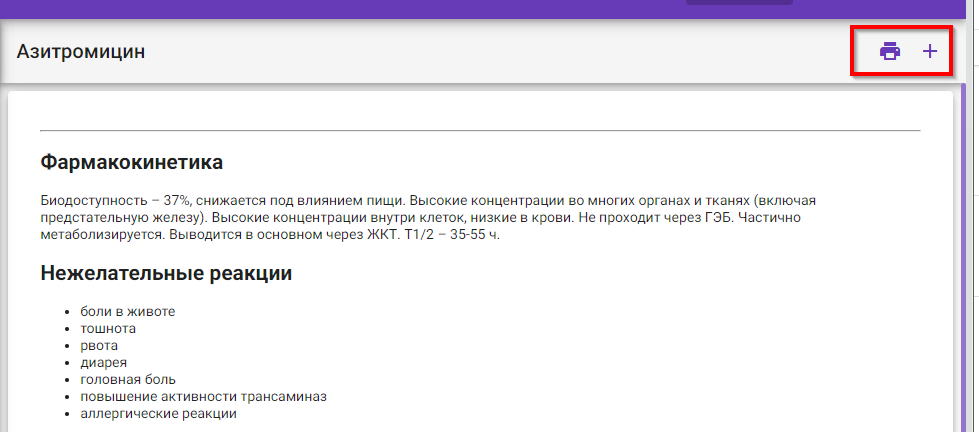 Азитромицин
Фармакокинетика
Биодоступность – 37%, снижается под влиянием пищи. Высокие концентрации во многих органах и тканях (включая
предстательную железу). Высокие концентрации внутри клеток, низкие в крови. Не проходит через ГЭБ. Частично
метаболизируется. Выводится в основном через ЖКТ. Т1/2 – 35-55 ч.
Нежелательные реакции
• боли в животе
• тошнота
• рвота
• диарея
• головная боль
• повышение активности трансаминаз
• аллергические реакции